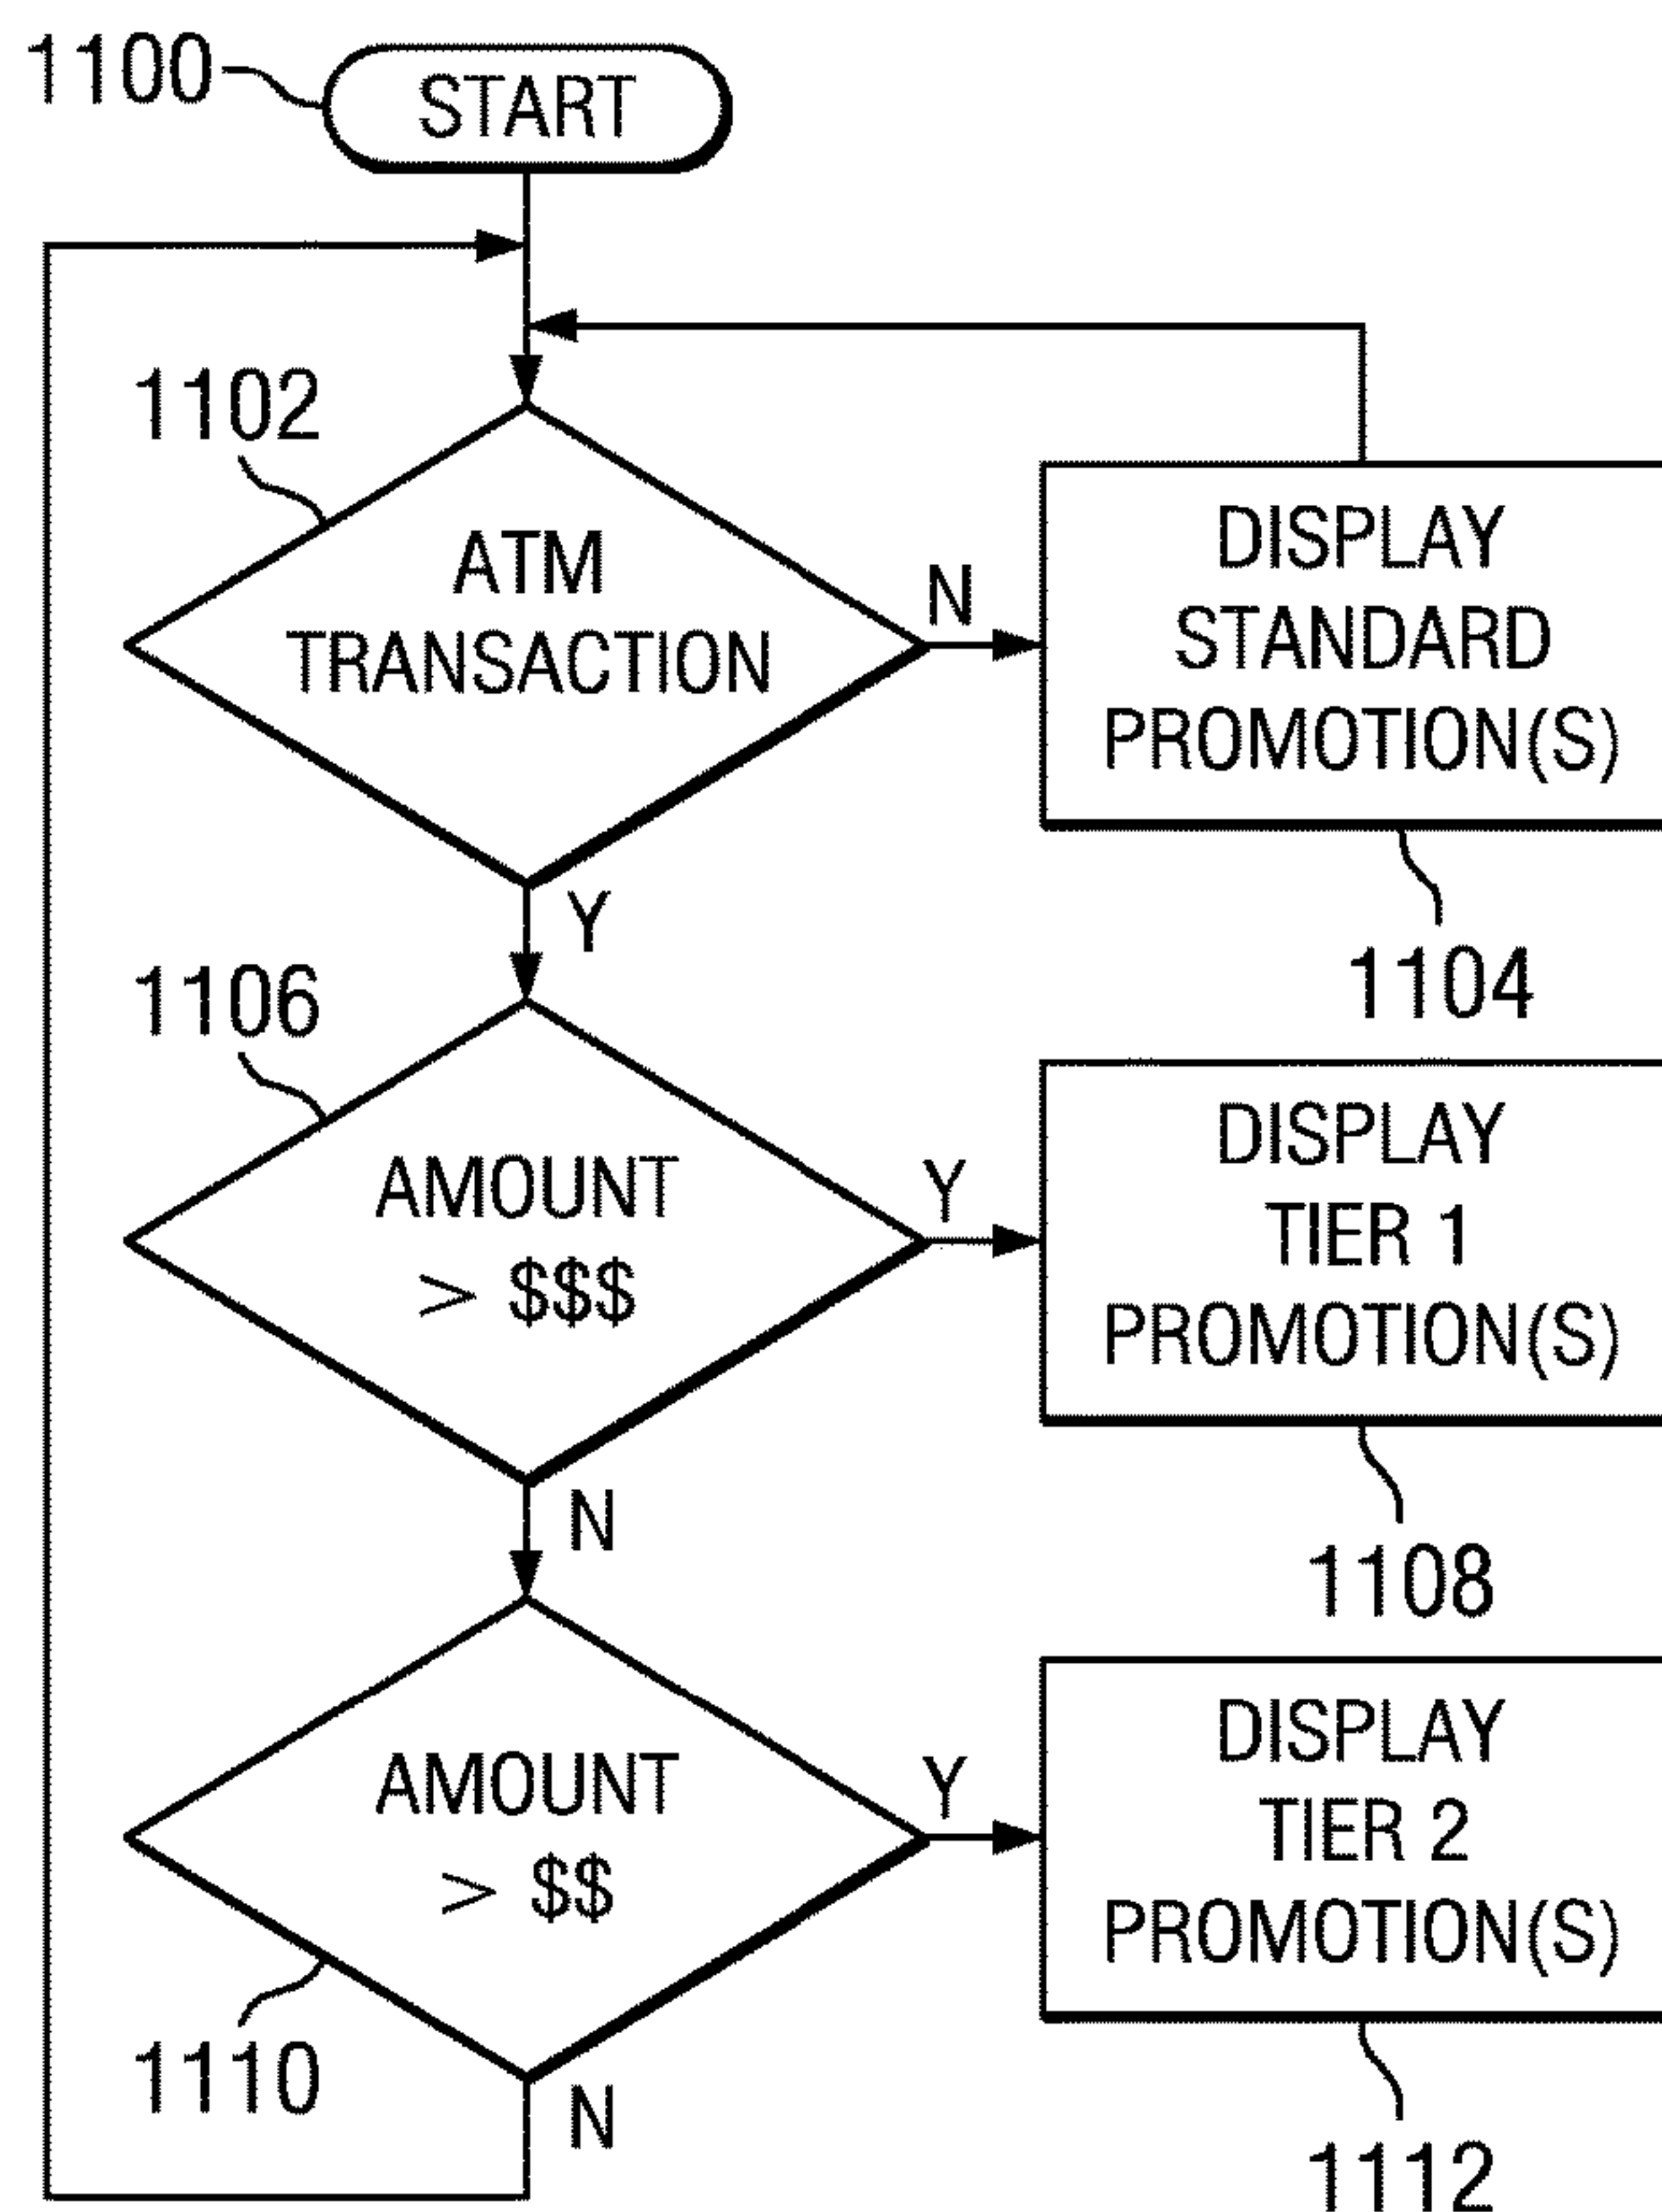 1100
START
1102
ATM
TRANSACTION
N
DISPLAY
STANDARD
PROMOTION(S)
1104
Y
1106
AMOUNT
> $$$
Y
DISPLAY
TIER 1
PROMOTION(S)
1108
N
AMOUNT
> $$
Y
DISPLAY
TIER 2
PROMOTION(S)
1110
N
1112